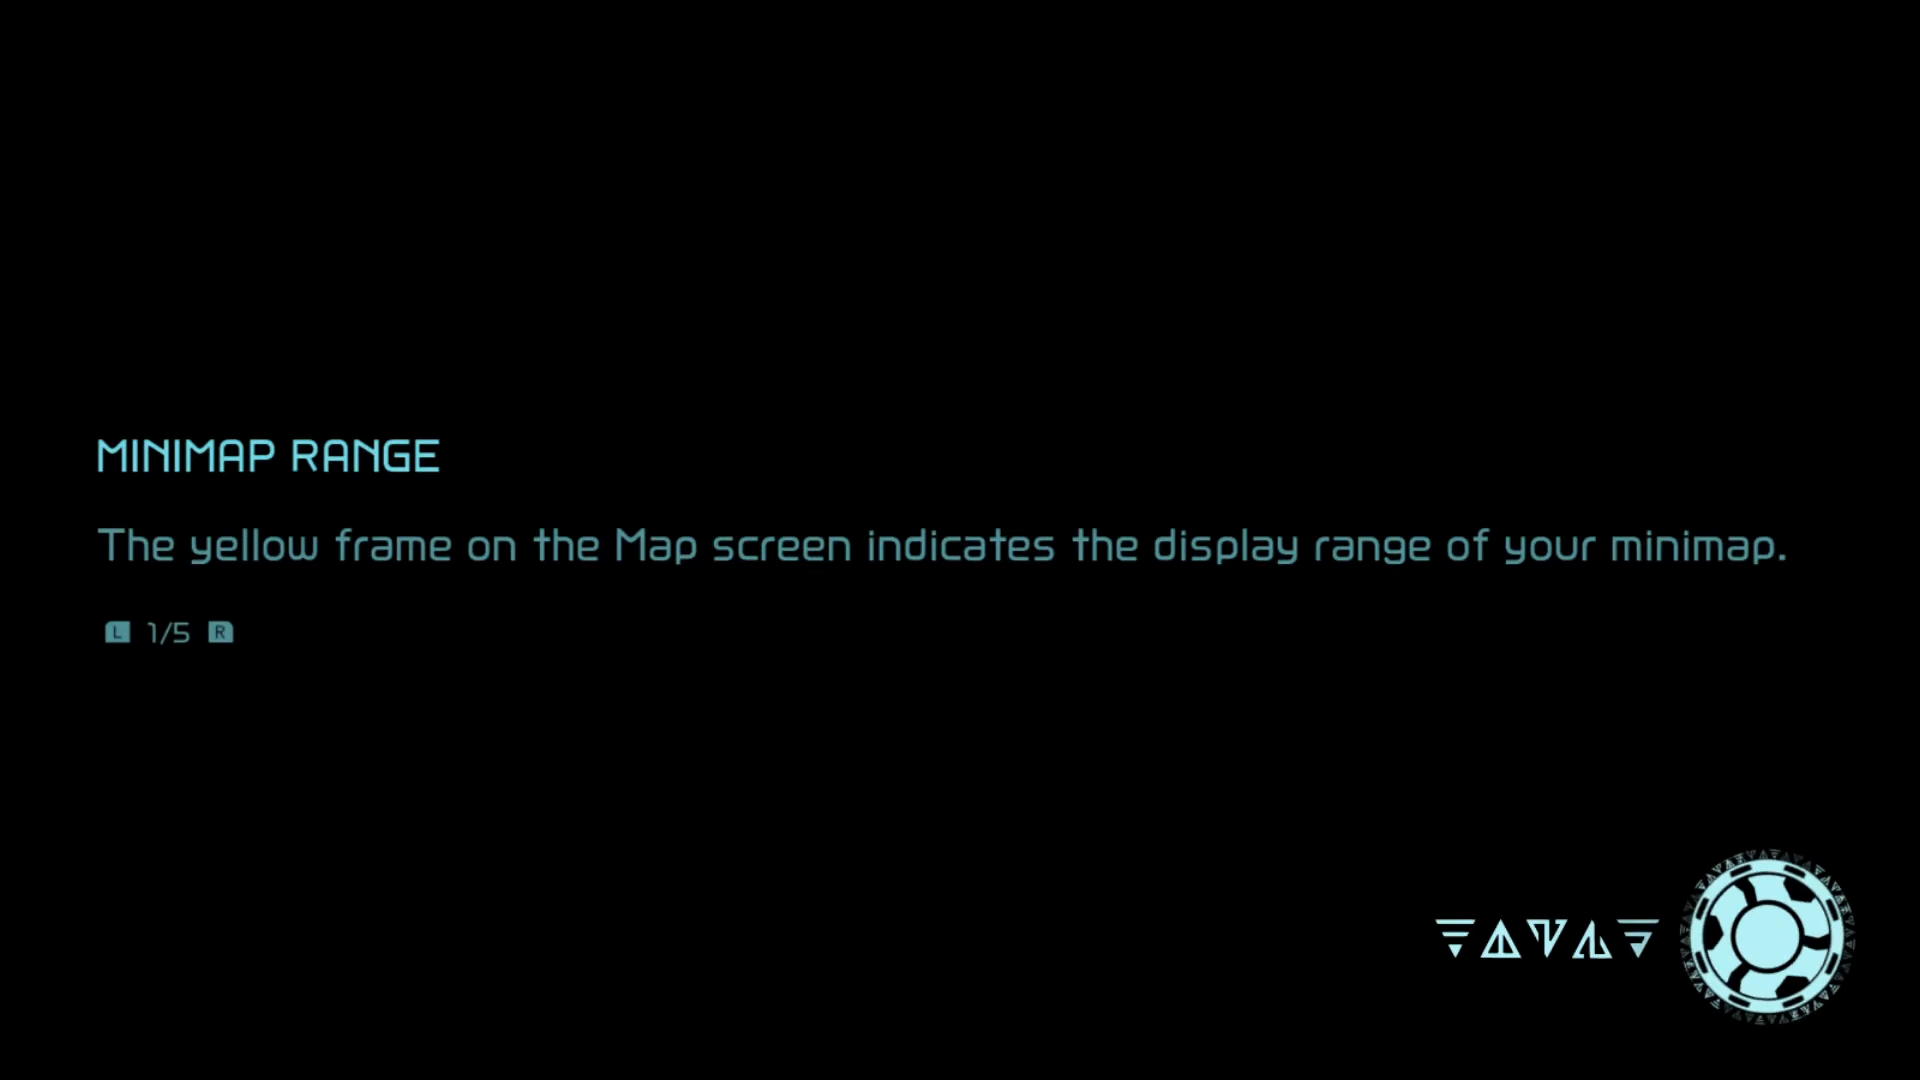 MINIMAP RANGE
The yellow frame on the Map screen indicates the display range of your minimap.
L 1/5 R